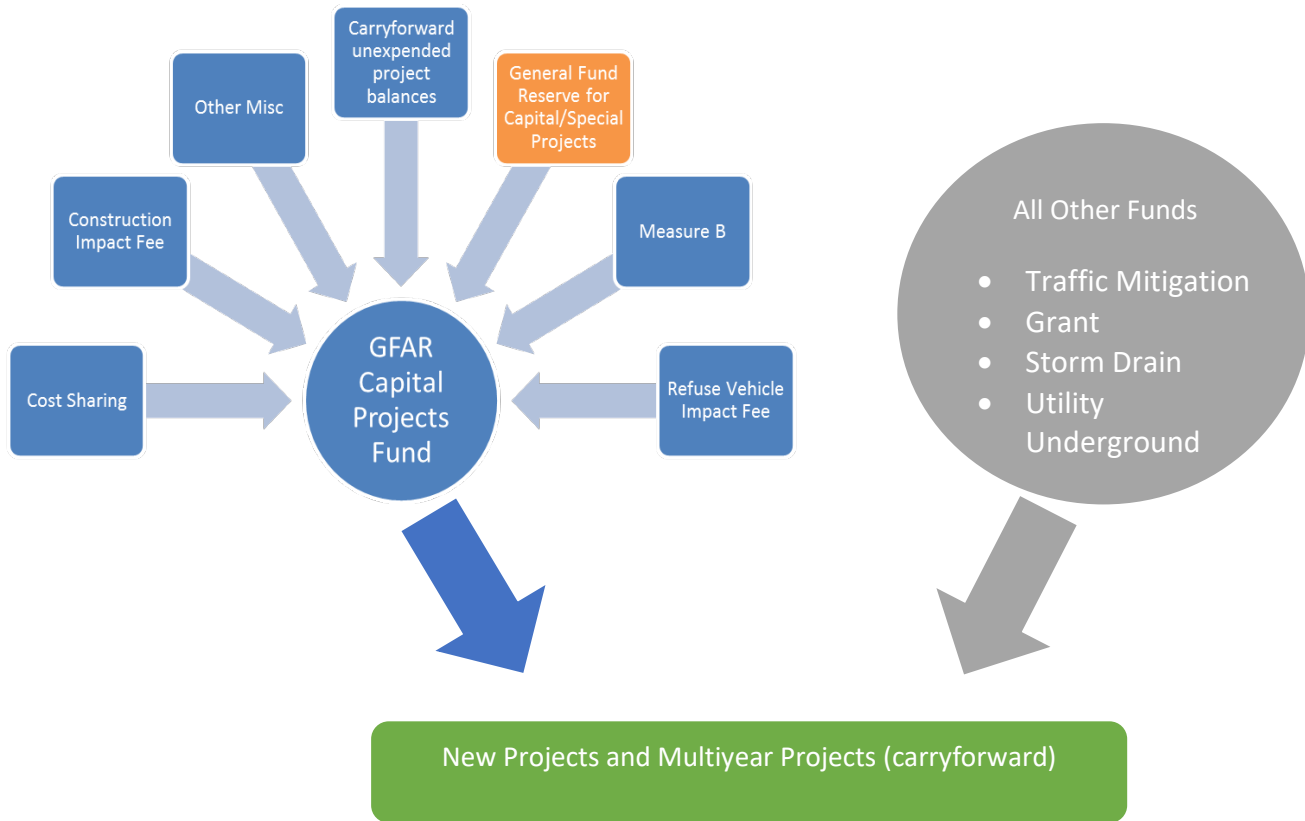 Carryforward
unexpended
project
balances
General Fund
Reserve for
Capital/Special
Projects
Other Misc
Construction
Impact Fee
Measure B
Cost Sharing
GFAR
Capital
Projects
Fund
Refuse Vehicle
Impact Fee
All Other Funds
• Traffic Mitigation
• Grant
• Storm Drain
• Utility
Underground
New Projects and Multiyear Projects (carryforward)